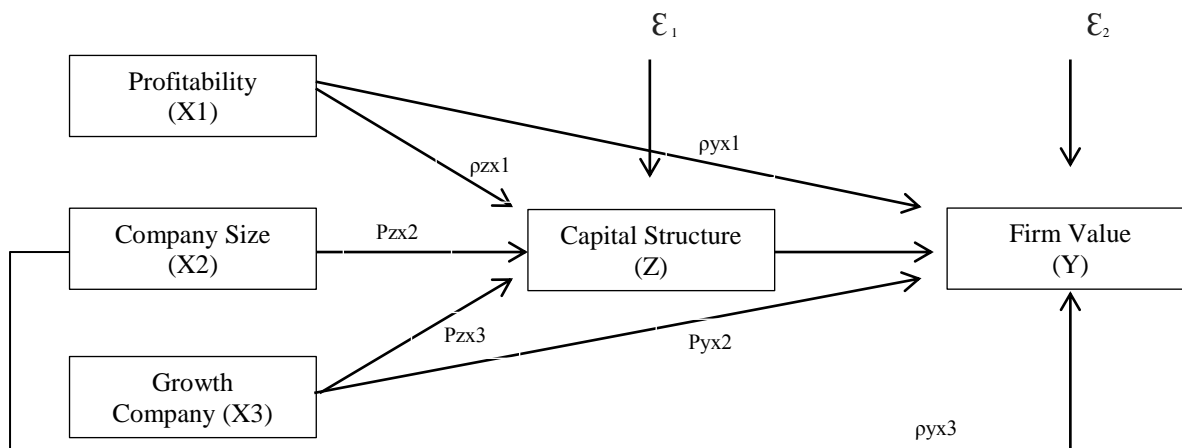 ε1
ε2
Profitability
(X1)
ρyx1
ρzx1
Company Size
(X2)
Pzx2
Capital Structure
(Z)
Firm Value
(Y)
Pzx3
Pyx2
Growth
Company (X3)
ρyx3